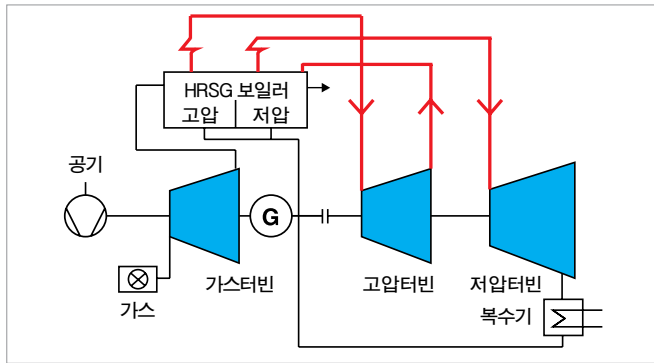 HRSG 보일러
고압 저압
공기
G
가스
가스터빈
고압터빈
저압터빈
복수기